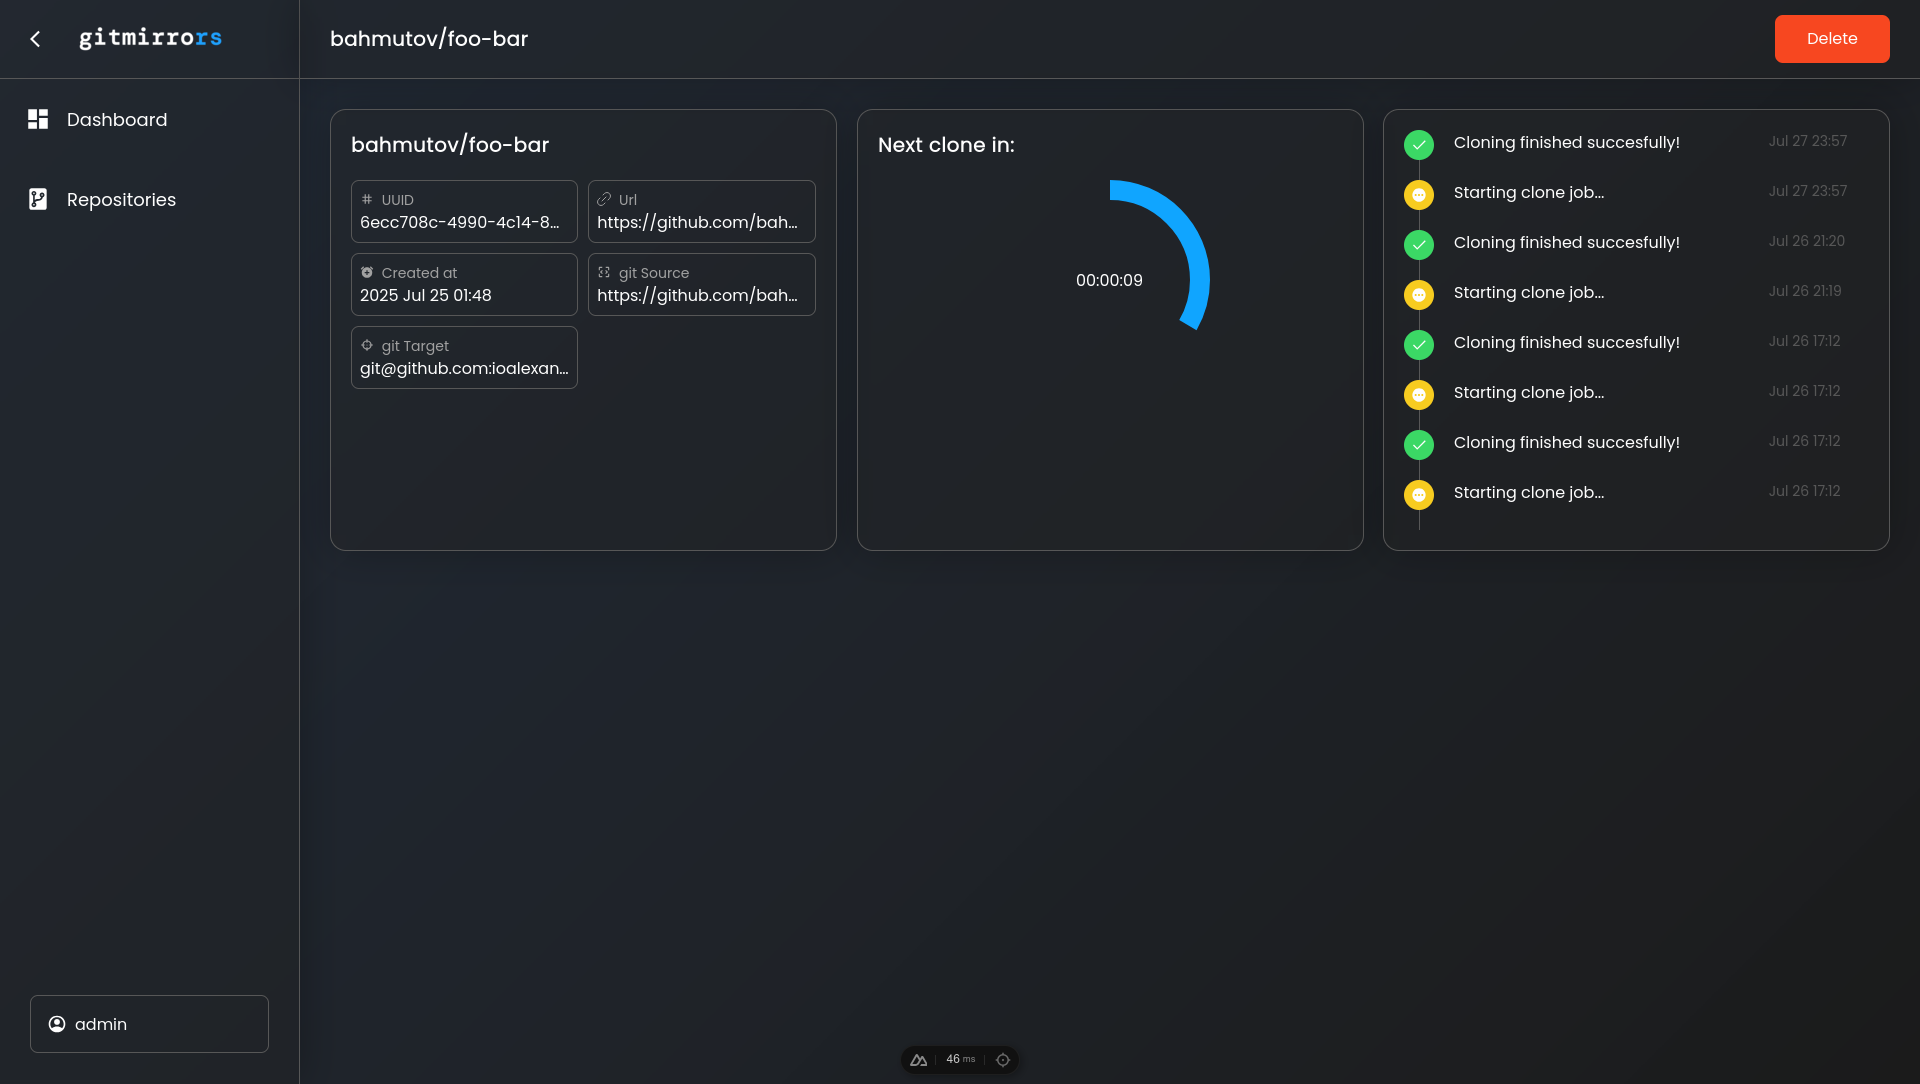 gitmirrors
bahmutov/foo-bar
Delete
Dashboard
Repositories
admin
bahmutov/foo-bar
UUID
6ecc708c-4990-4c14-8...
Url
https://github.com/bah...
Created at
2025 Jul 25 01:48
git Source
https://github.com/bah...
git Target
git@github.com:ioalexan...
Next clone in:
00:00:09
Cloning finished succesfully! Jul 27 23:57
Starting clone job... Jul 27 23:57
Cloning finished succesfully! Jul 26 21:20
Starting clone job... Jul 26 21:19
Cloning finished succesfully! Jul 26 17:12
Starting clone job... Jul 26 17:12
Cloning finished succesfully! Jul 26 17:12
Starting clone job... Jul 26 17:12
46 ms